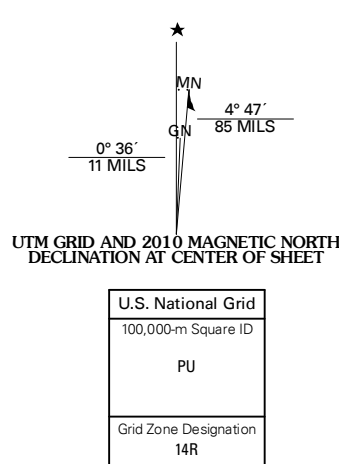 MN
4° 47´
85 MILS
GN
0° 36´
11 MILS
UTM GRID AND 2010 MAGNETIC NORTH
DECLINATION AT CENTER OF SHEET
U.S. National Grid
100,000-m Square ID
PU
Grid Zone Designation
14R